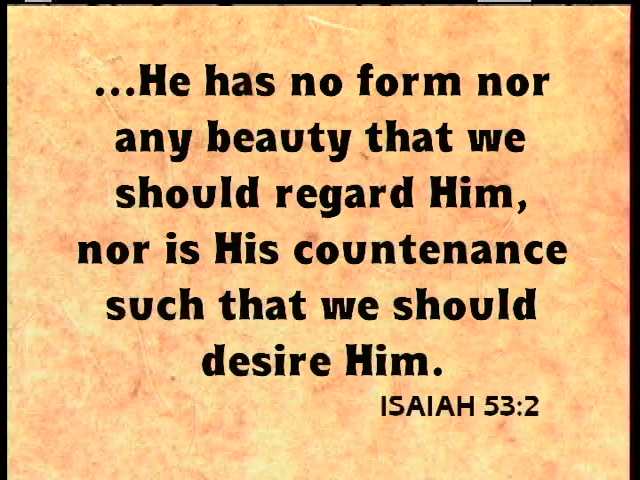 ...He has no form nor
any beauty that we
should regard Him,
nor is His countenance
such that we should
desire Him.
ISAIAH 53:2